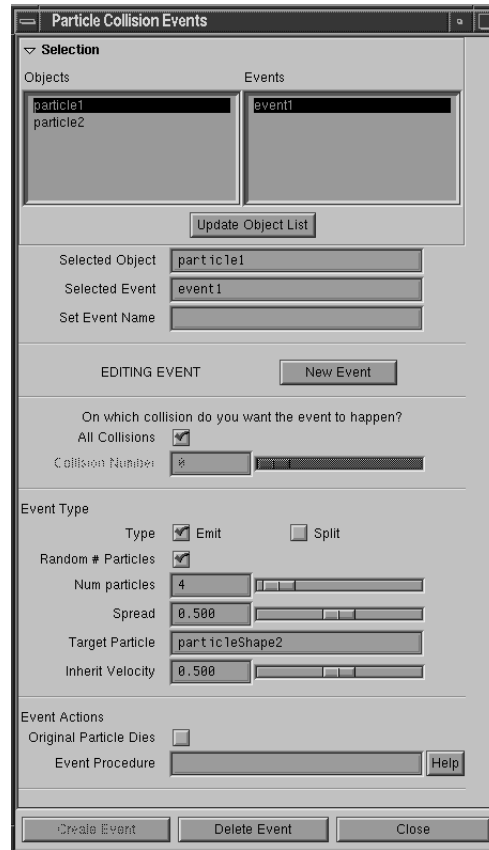 Particle Collision Events
Selection
Objects Events
particle1 event1
particle2
Update Object List
Selected Object particle1
Selected Event event1
Set Event Name
EDITING EVENT New Event
On which collision do you want the event to happen?
All Collisions
Collision Number 0
Event Type
Type Emit Split
Random # Particles
Num particles 4
Spread 0.500
Target Particle particleShape2
Inherit Velocity 0.500
Event Actions
Original Particle Dies
Event Procedure Help
Create Event Delete Event Close